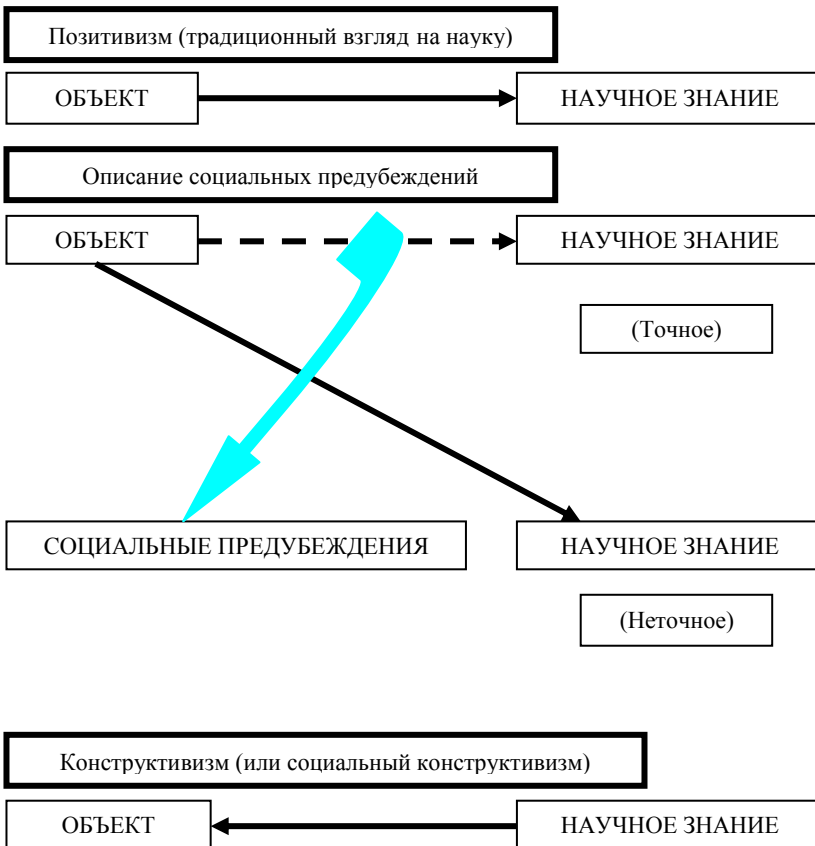 Позитивизм (традиционный взгляд на науку)
ОБЪЕКТ
НАУЧНОЕ ЗНАНИЕ
Описание социальных предубеждений
ОБЪЕКТ
НАУЧНОЕ ЗНАНИЕ
(Точное)
СОЦИАЛЬНЫЕ ПРЕДУБЕЖДЕНИЯ
НАУЧНОЕ ЗНАНИЕ
(Неточное)
Конструктивизм (или социальный конструктивизм)
ОБЪЕКТ
НАУЧНОЕ ЗНАНИЕ